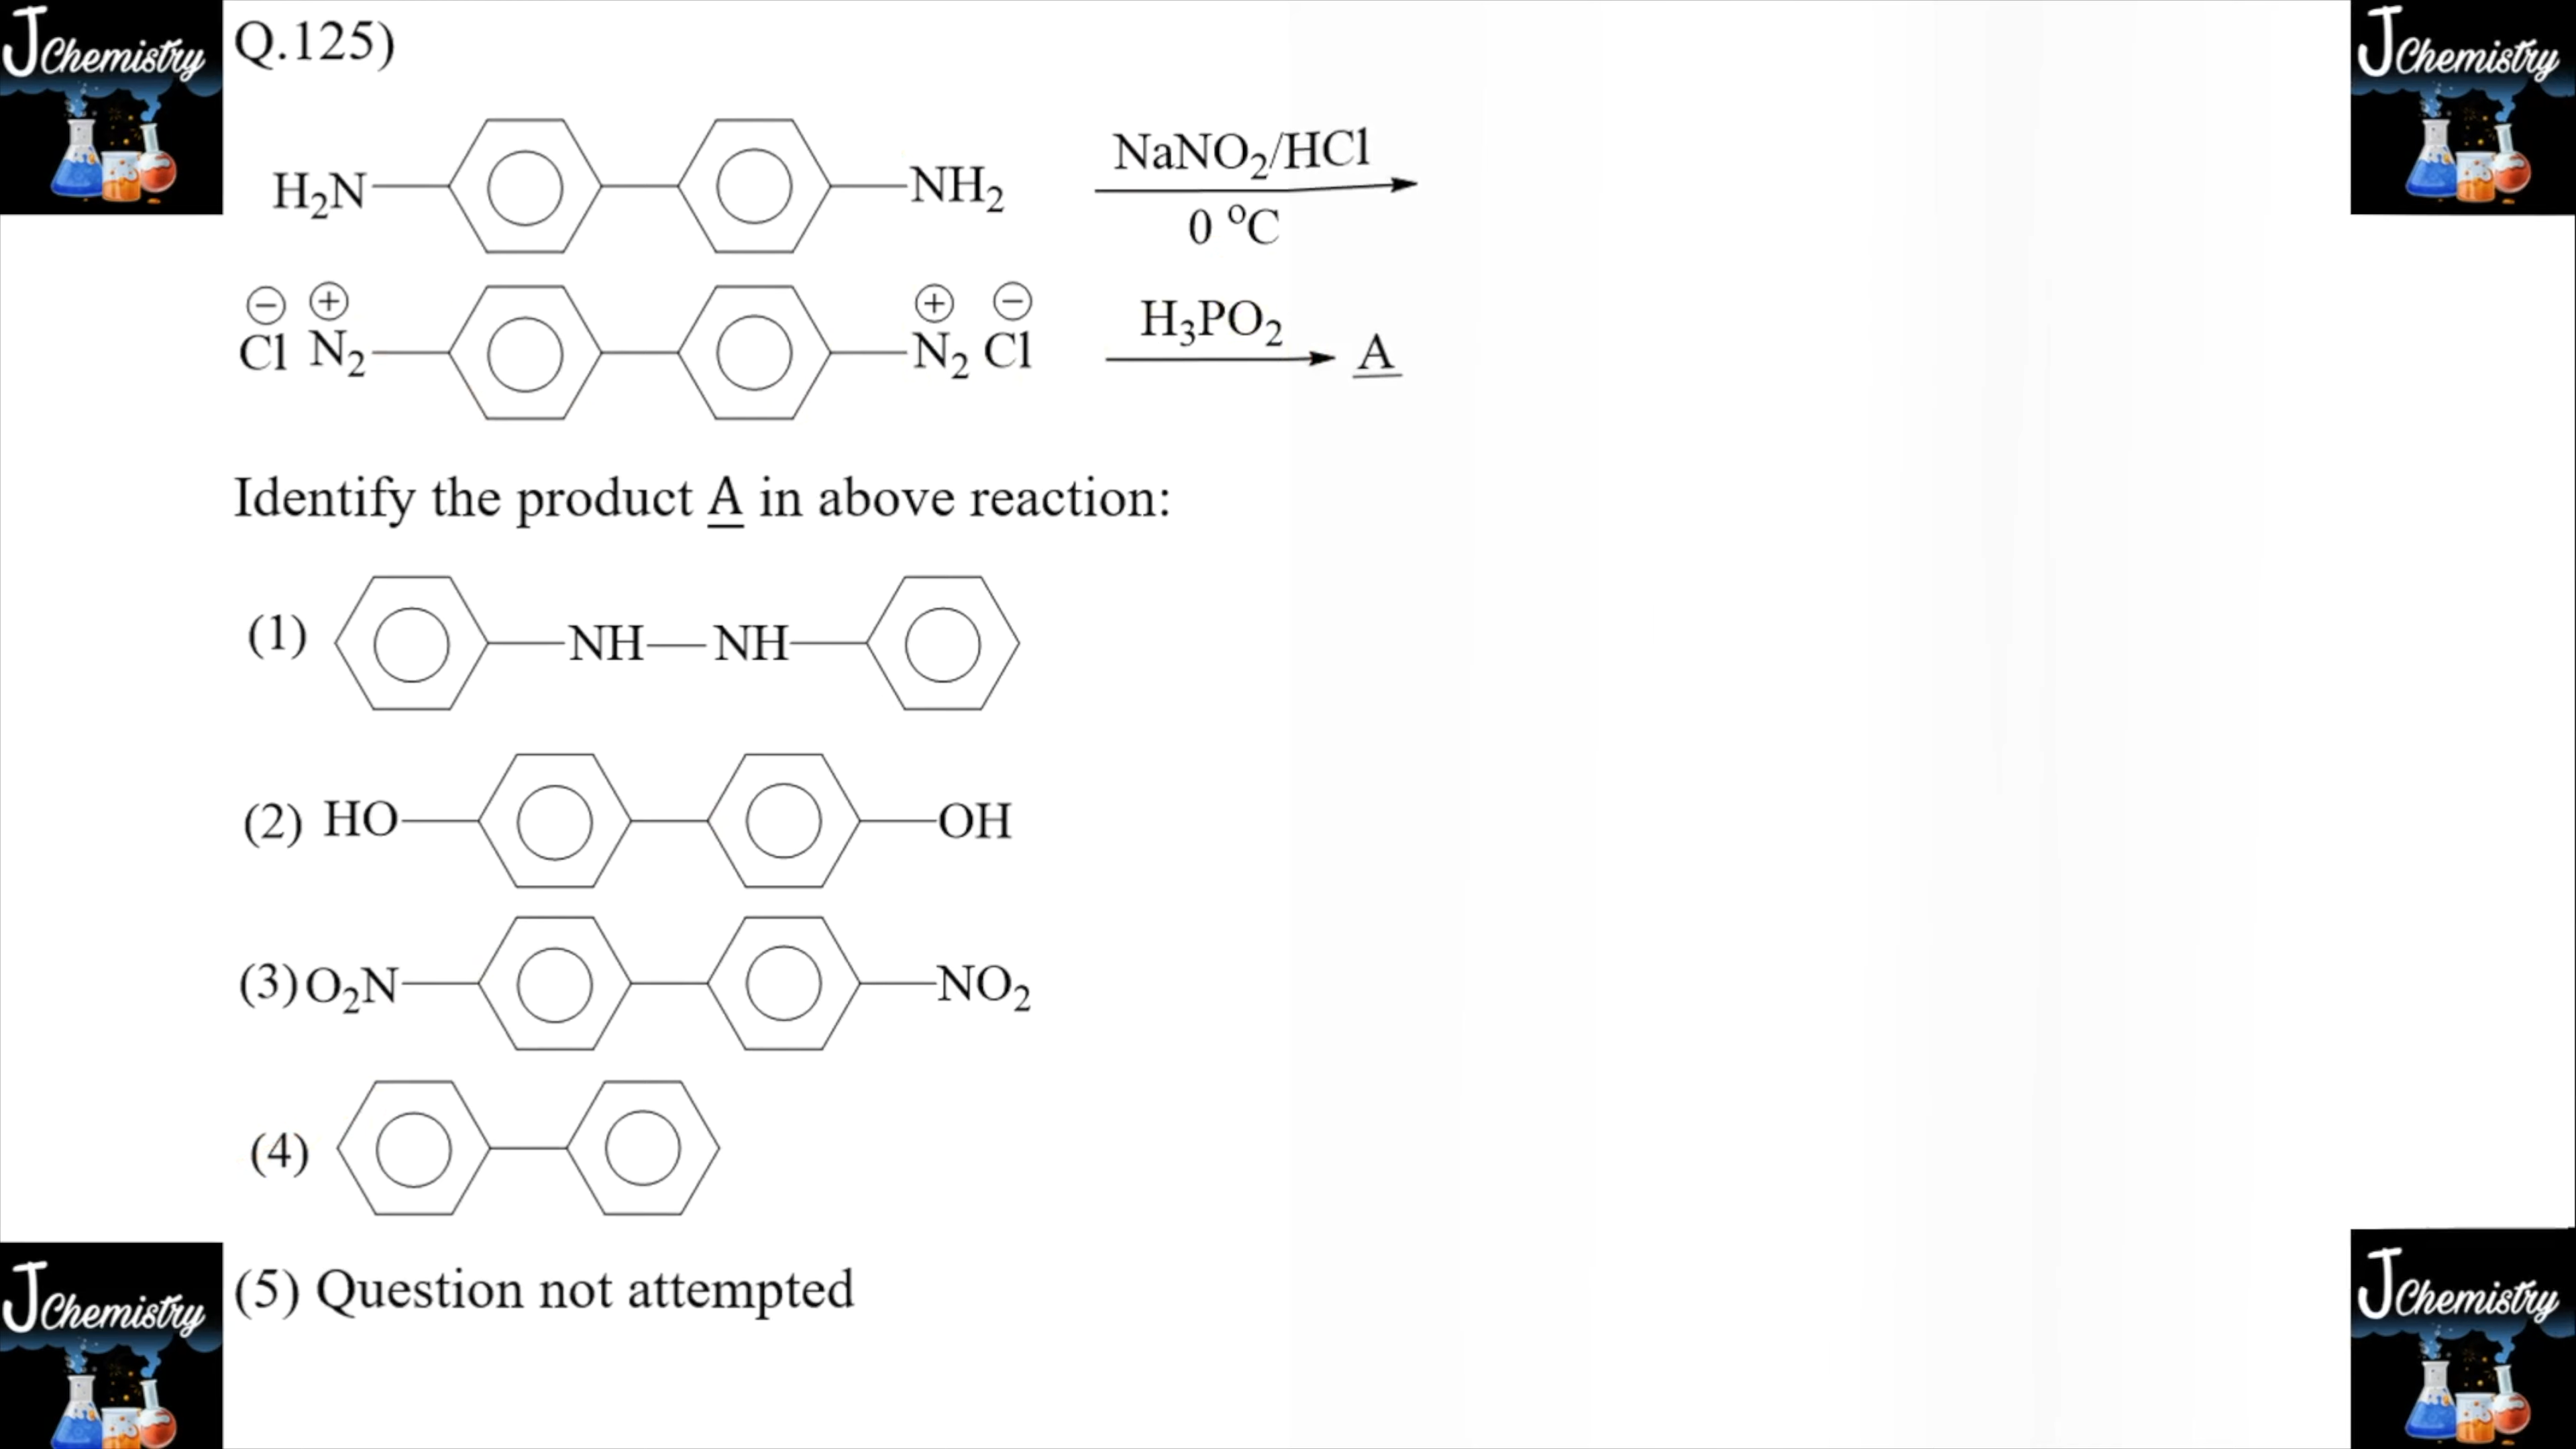 JChemistry
Q.125)
JChemistry
H₂N NH₂ NaNO₂/HCl
0 ºC
⊖ ⊕ ⊕ ⊖
Cl N₂ N₂ Cl H₃PO₂ A
Identify the product A in above reaction:
(1) NH NH
(2) HO OH
(3) O₂N NO₂
(4)
(5) Question not attempted
JChemistry
JChemistry